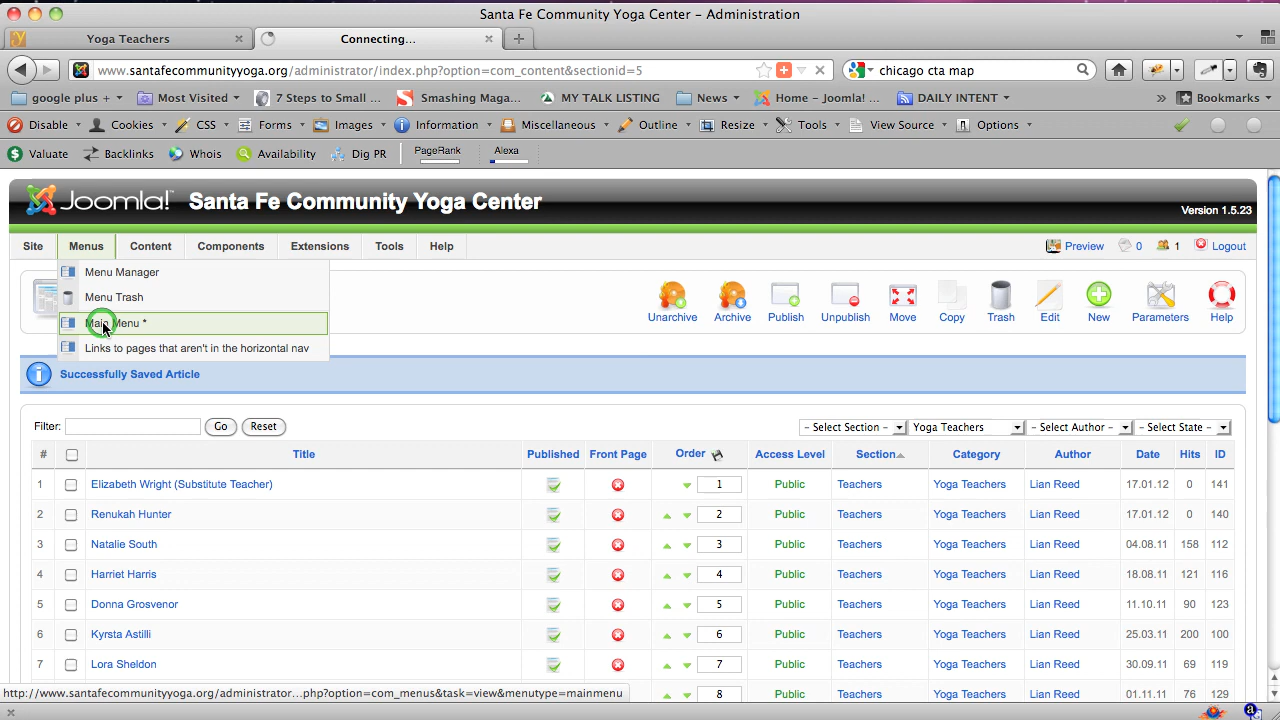 Santa Fe Community Yoga Center – Administration
Yoga Teachers
Connecting...
www.santafecommunityyoga.org/administrator/index.php?option=com_content&sectionid=5
chicago cta map
google plus +
Most Visited
7 Steps to Small ...
Smashing Maga...
MY TALK LISTING
News
Home – Joomla! ...
DAILY INTENT
»
Bookmarks
Disable
Cookies
CSS
Forms
Images
Information
Miscellaneous
Outline
Resize
Tools
View Source
Options
Valuate
Backlinks
Whois
Availability
Dig PR
PageRank
Alexa
Joomla!
Santa Fe Community Yoga Center
Version 1.5.23
Site
Menus
Content
Components
Extensions
Tools
Help
Preview
0
1
Logout
Menu Manager
Menu Trash
Main Menu *
Links to pages that aren't in the horizontal nav
Unarchive
Archive
Publish
Unpublish
Move
Copy
Trash
Edit
New
Parameters
Help
Successfully Saved Article
Filter:
Go
Reset
– Select Section –
Yoga Teachers
– Select Author –
– Select State –
# Title Published Front Page Order Access Level Section Category Author Date Hits ID
1 Elizabeth Wright (Substitute Teacher) 1 Public Teachers Yoga Teachers Lian Reed 17.01.12 0 141
2 Renukah Hunter 2 Public Teachers Yoga Teachers Lian Reed 17.01.12 0 140
3 Natalie South 3 Public Teachers Yoga Teachers Lian Reed 04.08.11 158 112
4 Harriet Harris 4 Public Teachers Yoga Teachers Lian Reed 18.08.11 121 116
5 Donna Grosvenor 5 Public Teachers Yoga Teachers Lian Reed 11.10.11 90 123
6 Kyrsta Astilli 6 Public Teachers Yoga Teachers Lian Reed 25.03.11 200 100
7 Lora Sheldon 7 Public Teachers Yoga Teachers Lian Reed 30.09.11 69 119
8 Public Teachers Yoga Teachers Lian Reed 01.11.11 76 129
http://www.santafecommunityyoga.org/administrator...php?option=com_menus&task=view&menutype=mainmenu